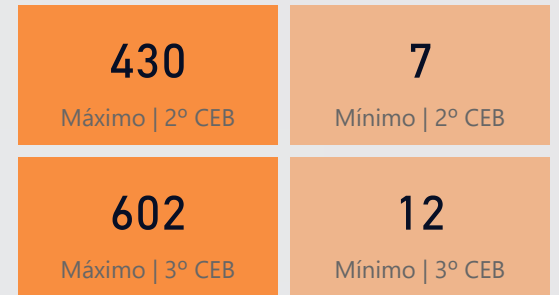 430
Máximo | 2º CEB
7
Mínimo | 2º CEB
602
Máximo | 3º CEB
12
Mínimo | 3º CEB